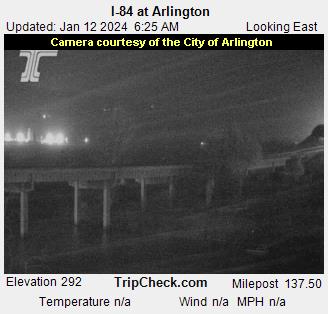 I-84 at Arlington
Updated: Jan 12 2024 6:25 AM Looking East
Camera courtesy of the City of Arlington
Elevation 292 TripCheck.com Milepost 137.50
Temperature n/a Wind n/a MPH n/a